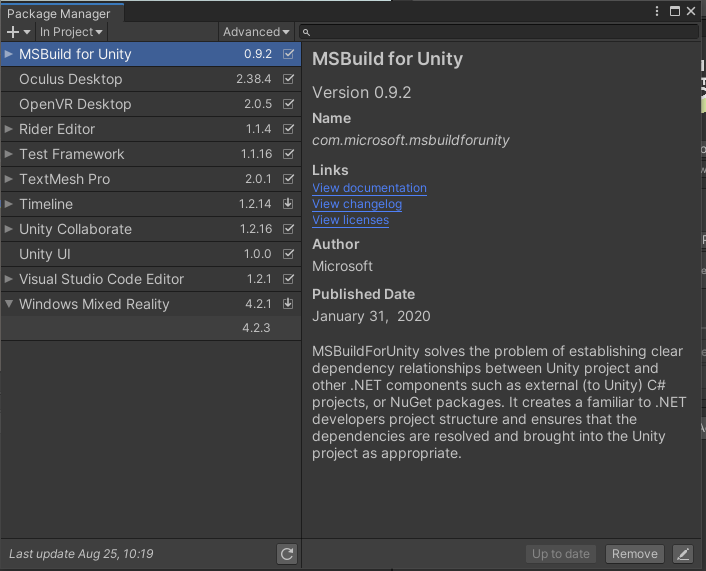 Package Manager
In Project
Advanced
MSBuild for Unity 0.9.2
Oculus Desktop 2.38.4
OpenVR Desktop 2.0.5
Rider Editor 1.1.4
Test Framework 1.1.16
TextMesh Pro 2.0.1
Timeline 1.2.14
Unity Collaborate 1.2.16
Unity UI 1.0.0
Visual Studio Code Editor 1.2.1
Windows Mixed Reality 4.2.1
4.2.3
Last update Aug 25, 10:19
MSBuild for Unity
Version 0.9.2
Name
com.microsoft.msbuildforunity
Links
View documentation
View changelog
View licenses
Author
Microsoft
Published Date
January 31,  2020
MSBuildForUnity solves the problem of establishing clear
dependency relationships between Unity project and
other .NET components such as external (to Unity) C#
projects, or NuGet packages. It creates a familiar to .NET
developers project structure and ensures that the
dependencies are resolved and brought into the Unity
project as appropriate.
Up to date
Remove